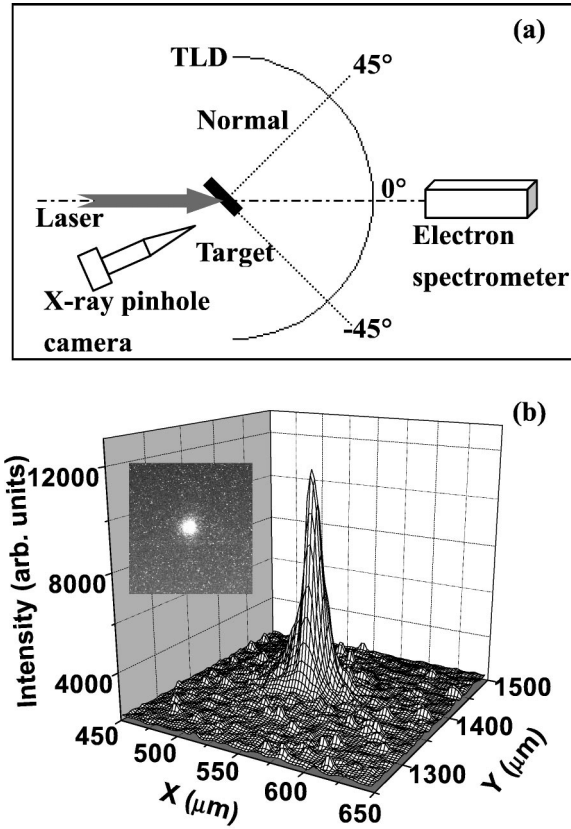 (a)
TLD
45°
Normal
0°
Laser
Target
Electron
spectrometer
X-ray pinhole
camera
-45°
(b)
Intensity (arb. units)
12000
8000
4000
450
500
550
600
650
X (μm)
1300
1400
1500
Y (μm)